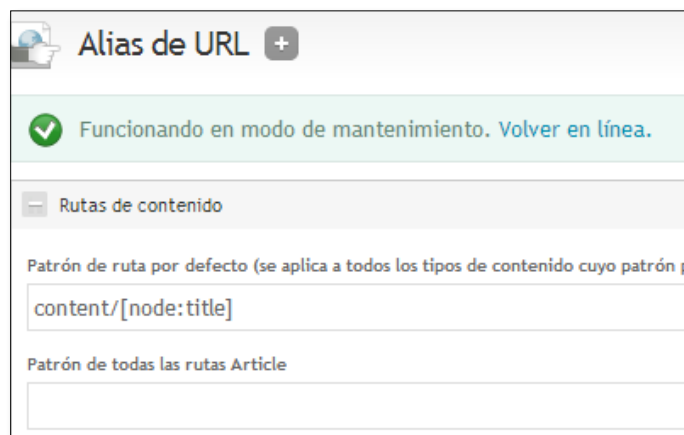 Alias de URL +
Funcionando en modo de mantenimiento. Volver en línea.
Rutas de contenido
Patrón de ruta por defecto (se aplica a todos los tipos de contenido cuyo patrón
content/[node:title]
Patrón de todas las rutas Article